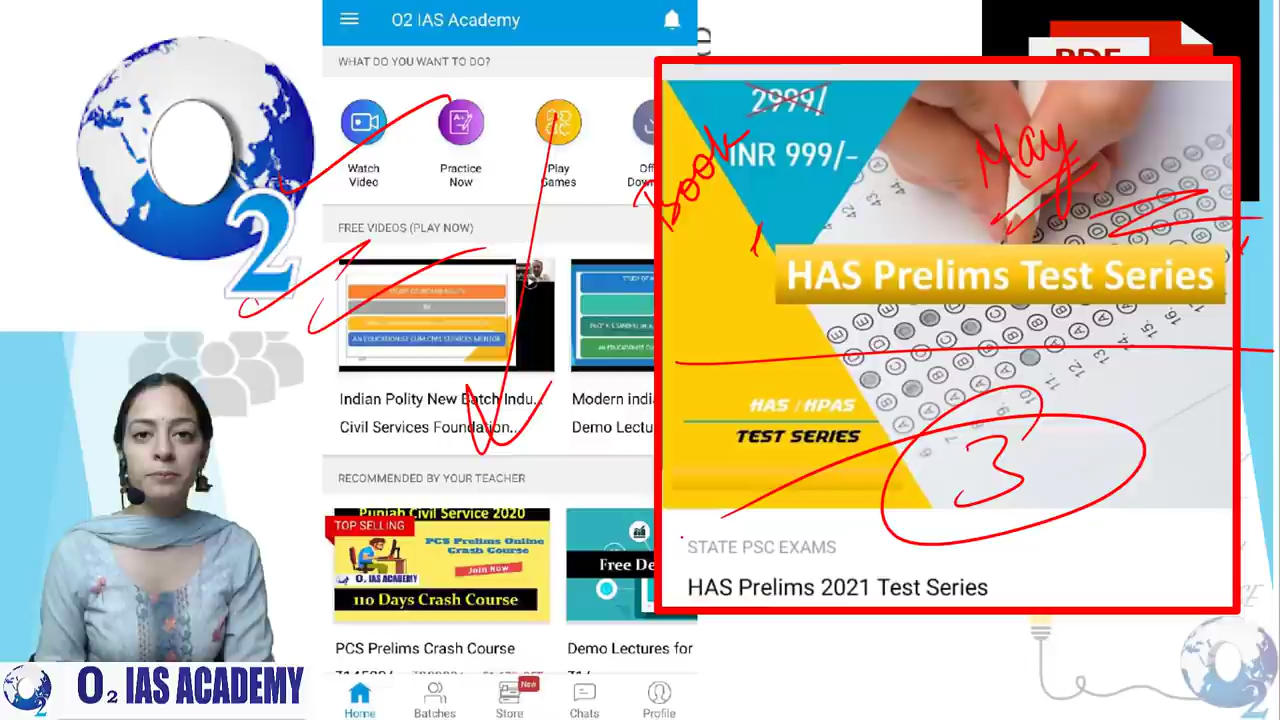 O2 IAS Academy
WHAT DO YOU WANT TO DO?
Watch
Video
Practice
Now
Play
Games
Off
Down
FREE VIDEOS (PLAY NOW)
Indian Polity New Batch Indu...
Civil Services Foundation..
Modern indi
Demo Lectu
RECOMMENDED BY YOUR TEACHER
TOP SELLING
Punjab Civil Service 2020
PCS Prelims Online
Crash Course
Join Now
O2 IAS ACADEMY
110 Days Crash Course
Free De
PCS Prelims Crash Course
Demo Lectures for
Home
Batches
New
Store
Chats
Profile
PDF
2999/
INR 999/-
Book
May
HAS Prelims Test Series
HAS / HPAS
TEST SERIES
3
STATE PSC EXAMS
HAS Prelims 2021 Test Series
O2
O2 IAS ACADEMY